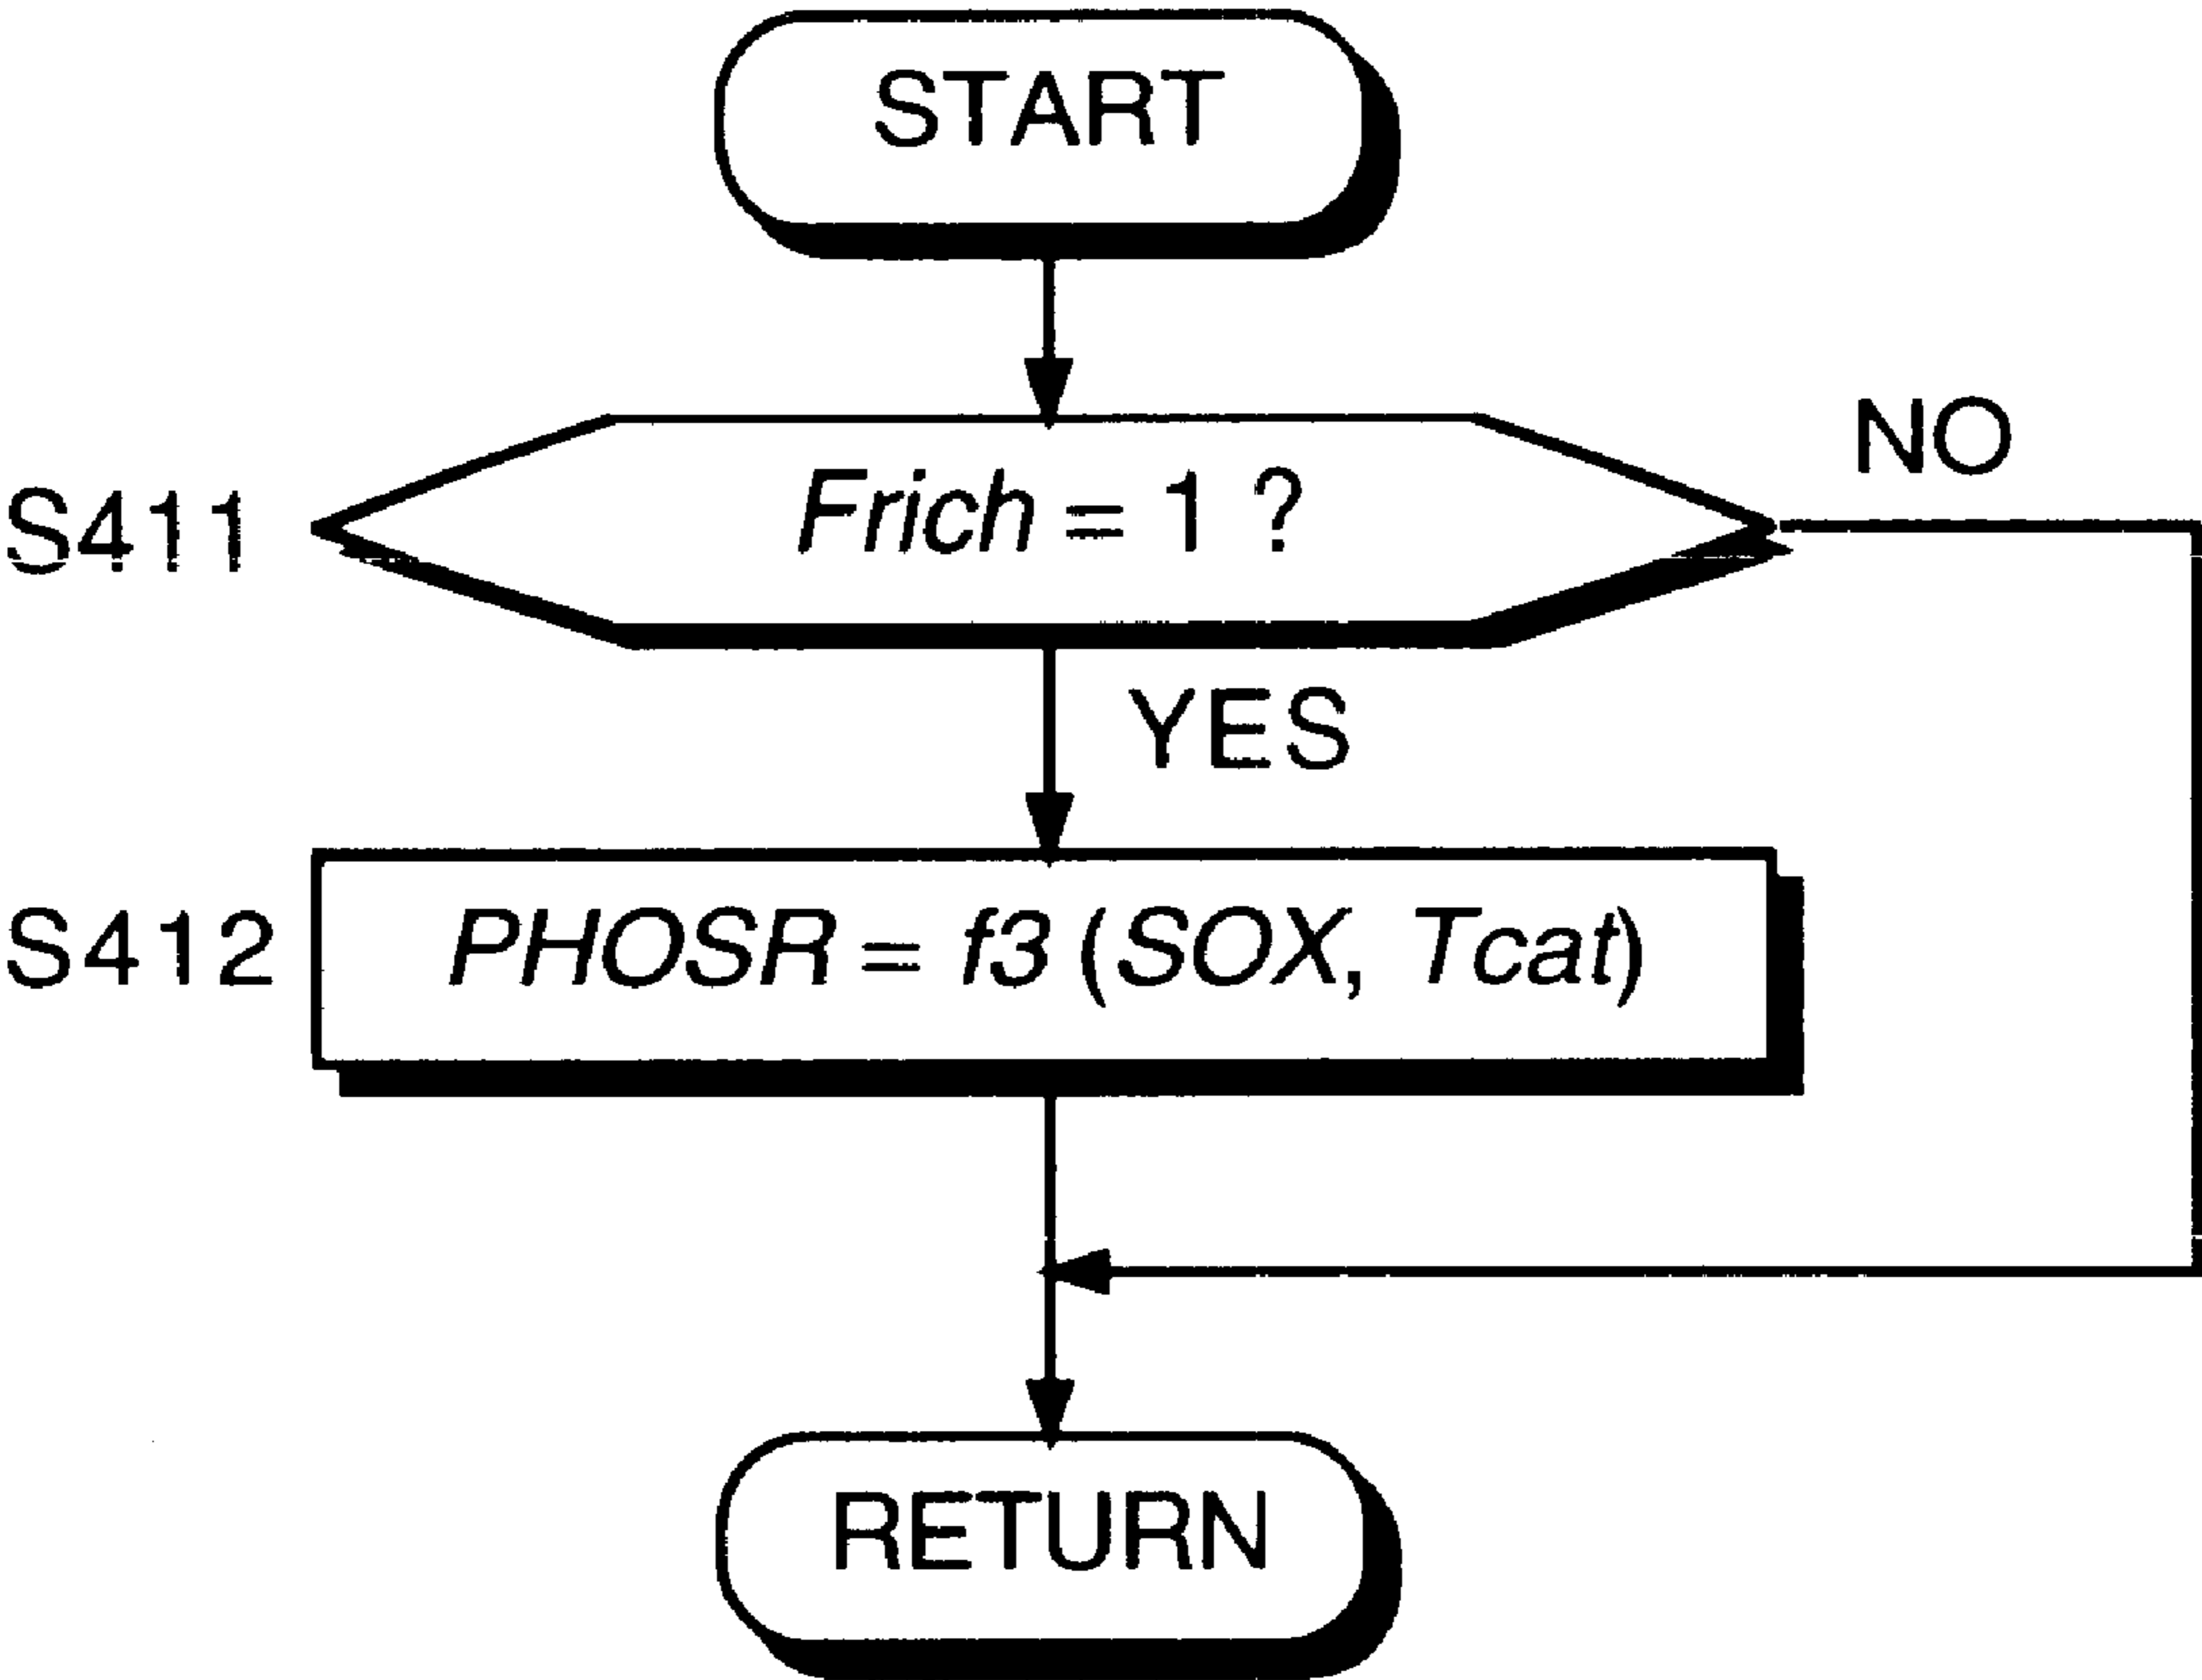 START
S411
Frich = 1 ?
NO
YES
S412
PHOSR = f3 (SOX, Tcat)
RETURN